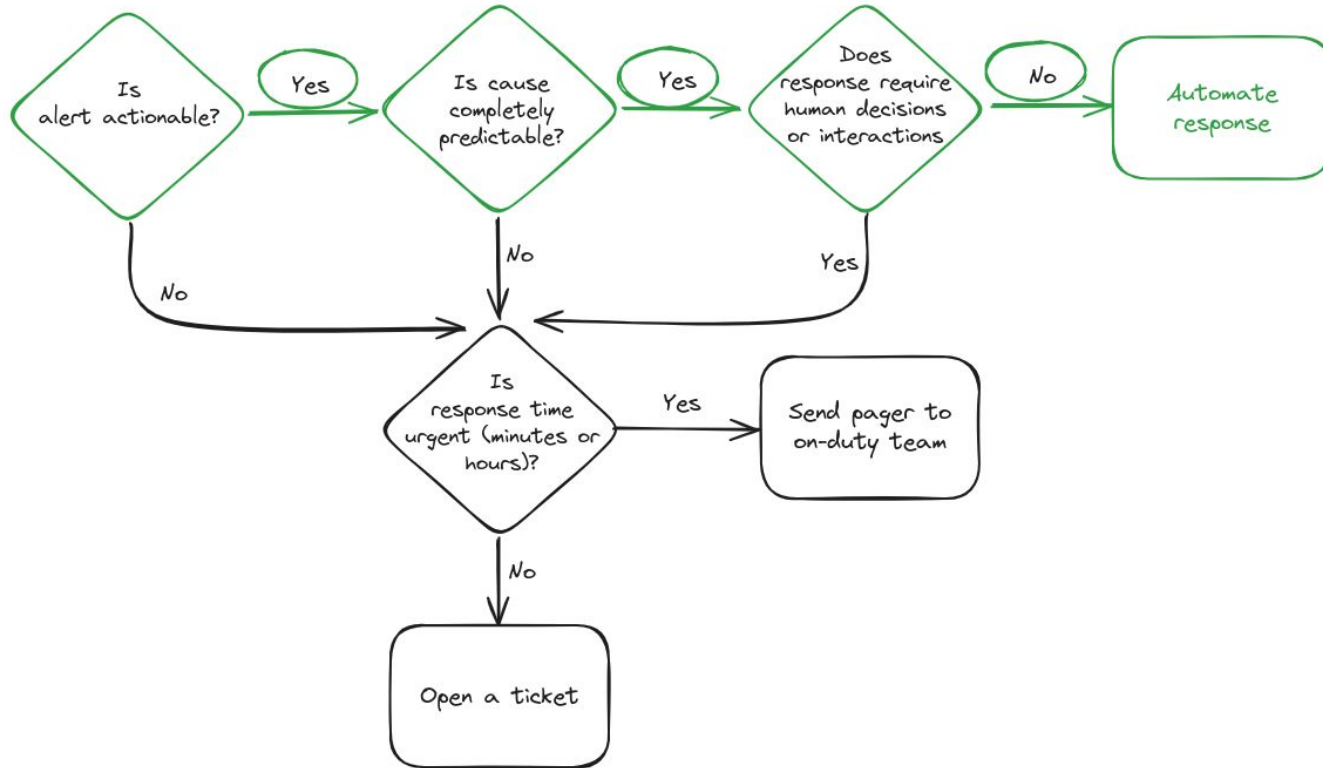 Is
alert actionable?
Yes
Is cause
completely
predictable?
Yes
Does
response require
human decisions
or interactions
No
Automate
response
No
No
Yes
Is
response time
urgent (minutes or
hours)?
Yes
Send pager to
on-duty team
No
Open a ticket